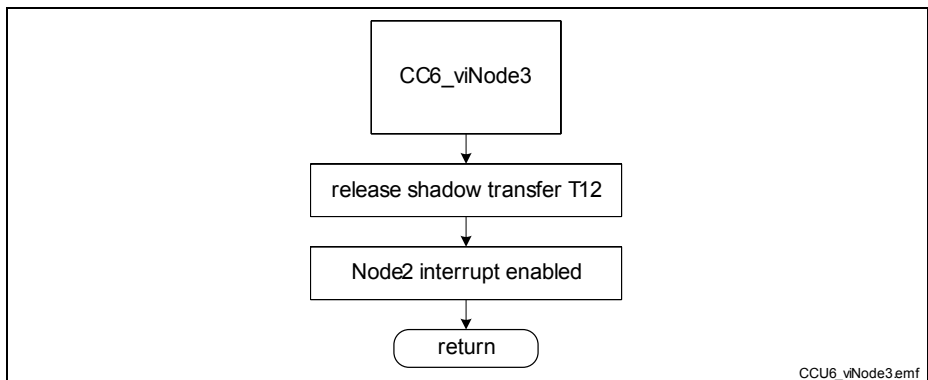 CC6_viNode3
release shadow transfer T12
Node2 interrupt enabled
return
CCU6_viNode3.emf